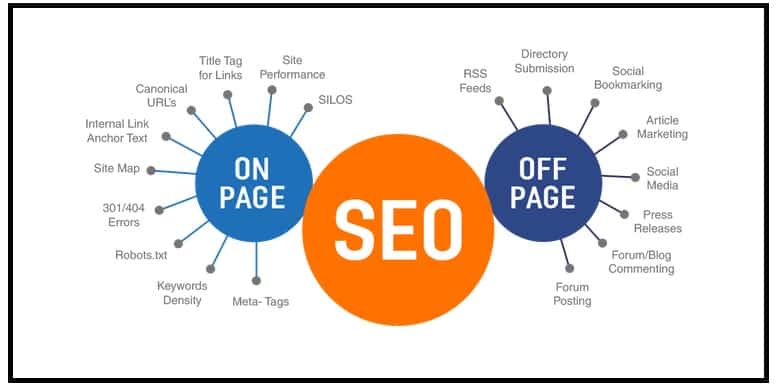 SEO
ON
PAGE
SILOS
Site
Performance
Title Tag
for Links
Canonical
URL's
Internal Link
Anchor Text
Site Map
301/404
Errors
Robots.txt
Keywords
Density
Meta- Tags
OFF
PAGE
RSS
Feeds
Directory
Submission
Social
Bookmarking
Article
Marketing
Social
Media
Press
Releases
Forum/Blog
Commenting
Forum
Posting